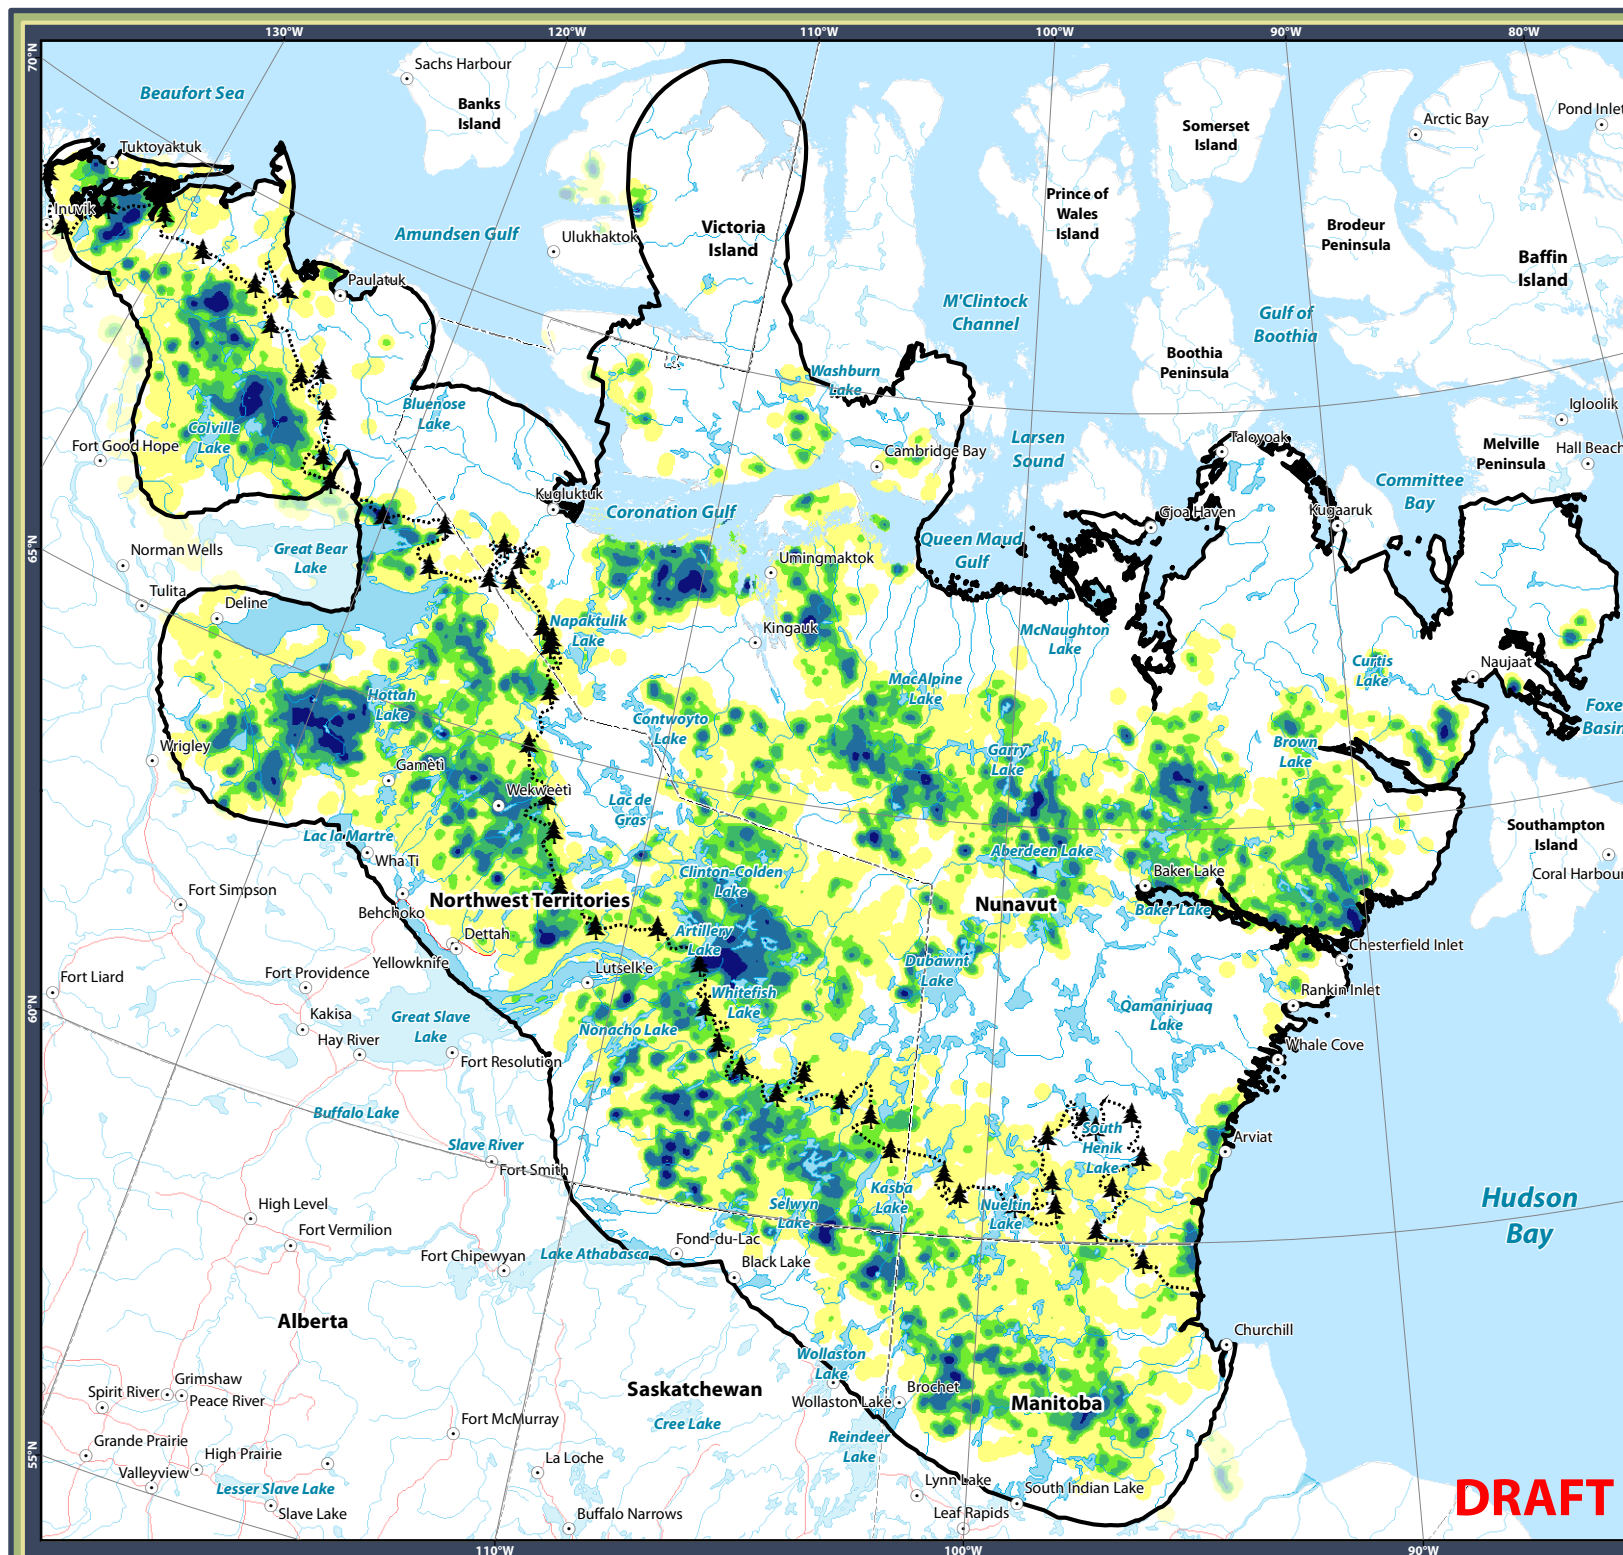 130°W
120°W
110°W
100°W
90°W
80°W
70°N
65°N
60°N
55°N
Sachs Harbour
Beaufort Sea
Banks
Island
Arctic Bay
Pond Inlet
Somerset
Island
Tuktoyaktuk
Prince of
Wales
Island
Inuvik
Amundsen Gulf
Ulukhaktok
Victoria
Island
Brodeur
Peninsula
Baffin
Island
Paulatuk
M'Clintock
Channel
Gulf of
Boothia
Boothia
Peninsula
Washburn
Lake
Bluenose
Lake
Igloolik
Colville
Lake
Fort Good Hope
Larsen
Sound
Taloyoak
Melville
Peninsula
Hall Beach
Cambridge Bay
Committee
Bay
Kugluktuk
Coronation Gulf
Gjoa Haven
Kugaaruk
Norman Wells
Great Bear
Lake
Queen Maud
Gulf
Umingmaktok
Tulita
Deline
Napaktulik
Lake
Kingauk
McNaughton
Lake
Curtis
Lake
Naujaat
MacAlpine
Lake
Hottah
Lake
Contwoyto
Lake
Foxe
Basin
Wrigley
Garry
Lake
Brown
Lake
Gamèti
Wekweètì
Lac de
Gras
Lac la Martre
Wha Ti
Southampton
Island
Aberdeen Lake
Coral Harbour
Clinton-Colden
Lake
Baker Lake
Fort Simpson
Northwest Territories
Nunavut
Behchoko
Baker Lake
Dettah
Artillery
Lake
Chesterfield Inlet
Yellowknife
Fort Liard
Fort Providence
Lutselk'e
Dubawnt
Lake
Whitefish
Lake
Rankin Inlet
Kakisa
Great Slave
Lake
Nonacho Lake
Qamanirjuaq
Lake
Hay River
Whale Cove
Fort Resolution
Buffalo Lake
Slave River
South
Henik
Lake
Arviat
Fort Smith
Kasba
Lake
High Level
Selwyn
Lake
Nueltin
Lake
Hudson
Bay
Fort Vermilion
Fort Chipewyan
Lake Athabasca
Fond-du-Lac
Black Lake
Alberta
Churchill
Wollaston
Lake
Grimshaw
Spirit River
Peace River
Saskatchewan
Brochet
Wollaston Lake
Manitoba
Fort McMurray
Cree Lake
Grande Prairie
High Prairie
Reindeer
Lake
La Loche
Valleyview
Lesser Slave Lake
Lynn Lake
South Indian Lake
DRAFT
Slave Lake
Buffalo Narrows
Leaf Rapids
110°W
100°W
90°W